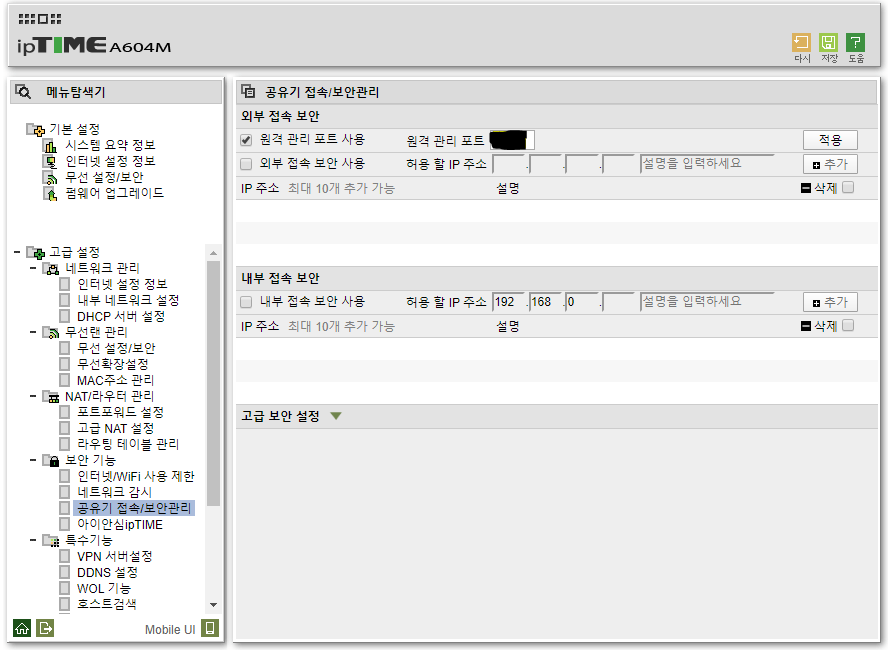 ipTIME A604M
다시 저장 도움
메뉴탐색기
기본 설정
시스템 요약 정보
인터넷 설정 정보
무선 설정/보안
펌웨어 업그레이드
고급 설정
네트워크 관리
인터넷 설정 정보
내부 네트워크 설정
DHCP 서버 설정
무선랜 관리
무선 설정/보안
무선확장설정
MAC주소 관리
NAT/라우터 관리
포트포워드 설정
고급 NAT 설정
라우팅 테이블 관리
보안 기능
인터넷/WiFi 사용 제한
네트워크 감시
공유기 접속/보안관리
아이안심ipTIME
특수기능
VPN 서버설정
DDNS 설정
WOL 기능
호스트검색
Mobile UI
공유기 접속/보안관리
외부 접속 보안
원격 관리 포트 사용 원격 관리 포트 적용
외부 접속 보안 사용 허용 할 IP 주소 . . . 설명을 입력하세요 추가
IP 주소 최대 10개 추가 가능 설명 삭제
내부 접속 보안
내부 접속 보안 사용 허용 할 IP 주소 192 .168 .0 . 설명을 입력하세요 추가
IP 주소 최대 10개 추가 가능 설명 삭제
고급 보안 설정